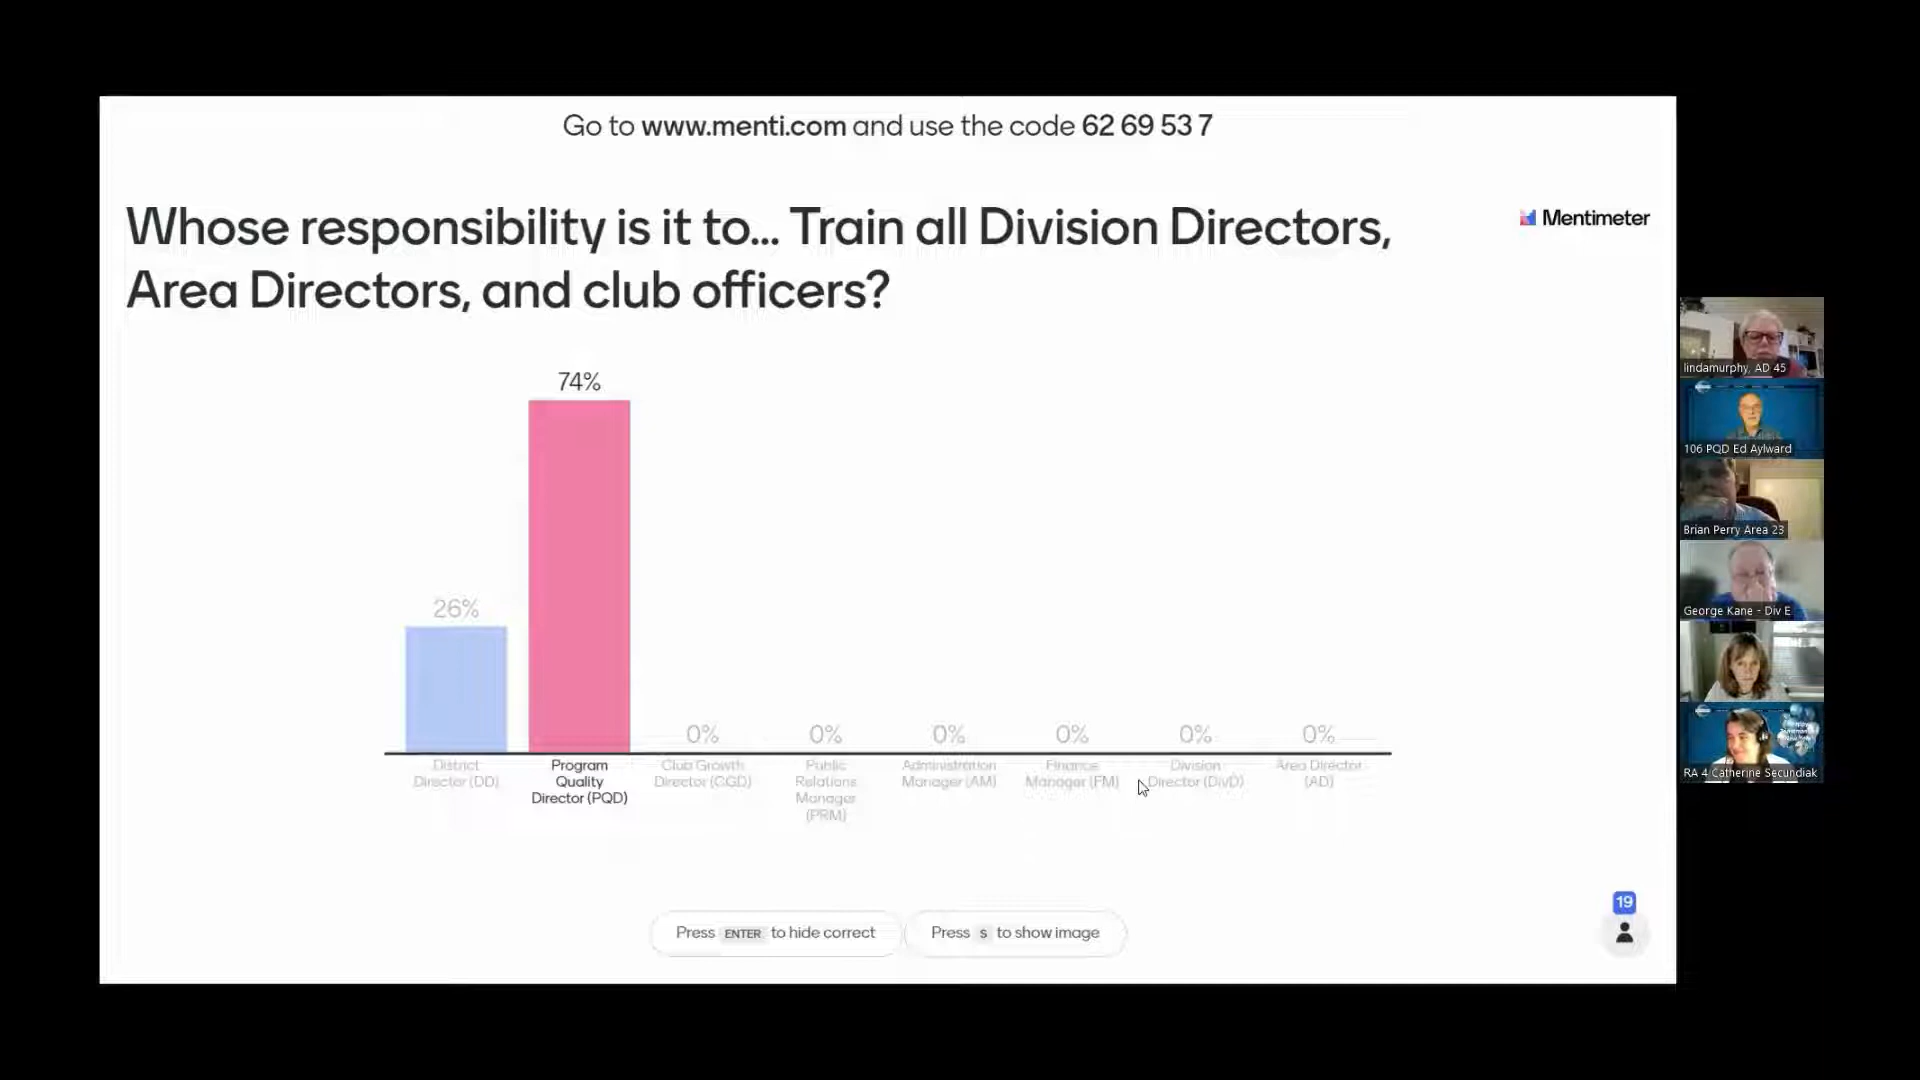 Go to www.menti.com and use the code 62 69 53 7
Whose responsibility is it to... Train all Division Directors,
Area Directors, and club officers?
Mentimeter
74%
26%
0%
0%
0%
0%
0%
0%
District
Director (DD)
Program
Quality
Director (PQD)
Club Growth
Director (CGD)
Public
Relations
Manager
(PRM)
Administration
Manager (AM)
Finance
Manager (FM)
Division
Director (DivD)
Area Director
(AD)
Press ENTER to hide correct
Press S to show image
19
lindamurphy, AD 45
106 PQD Ed Aylward
Brian Perry Area 23
George Kane - Div E
RA 4 Catherine Secundiak